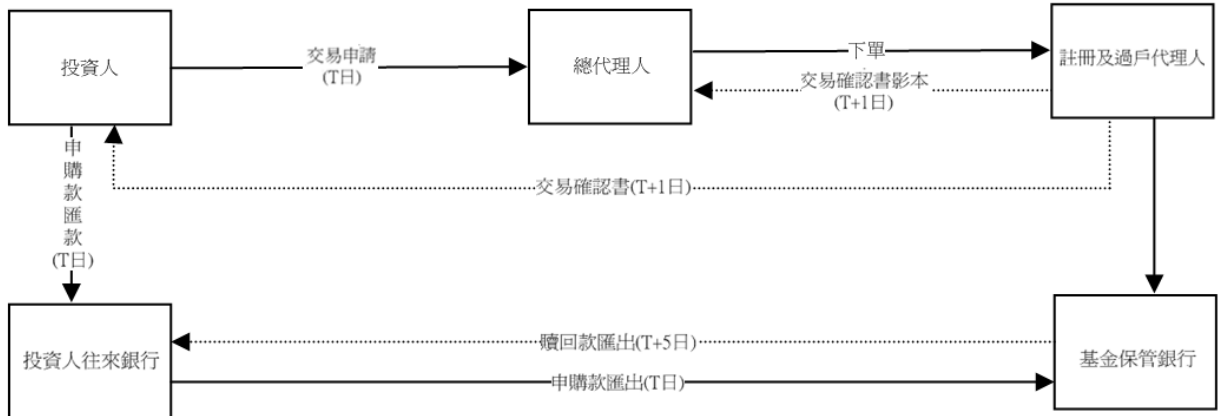 投資人
交易申請
(T日)
總代理人
下單
交易確認書影本
(T+1日)
註冊及過戶代理人
申購款匯款
(T日)
交易確認書(T+1日)
投資人往來銀行
贖回款匯出(T+5日)
申購款匯出(T日)
基金保管銀行